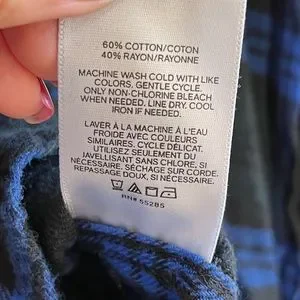 60% COTTON/COTON
40% RAYON/RAYONNE
MACHINE WASH COLD WITH LIKE
COLORS, GENTLE CYCLE.
ONLY NON-CHLORINE BLEACH
WHEN NEEDED. LINE DRY. COOL
IRON IF NEEDED.
LAVER À LA MACHINE À L'EAU
FROIDE AVEC COULEURS
SIMILAIRES. CYCLE DÉLICAT.
UTILISEZ SEULEMENT DU
JAVELLISANT SANS CHLORE, SI
NÉCESSAIRE. SÉCHAGE SUR CORDE.
REPASSAGE DOUX, SI NÉCESSAIRE.
RN# 55285